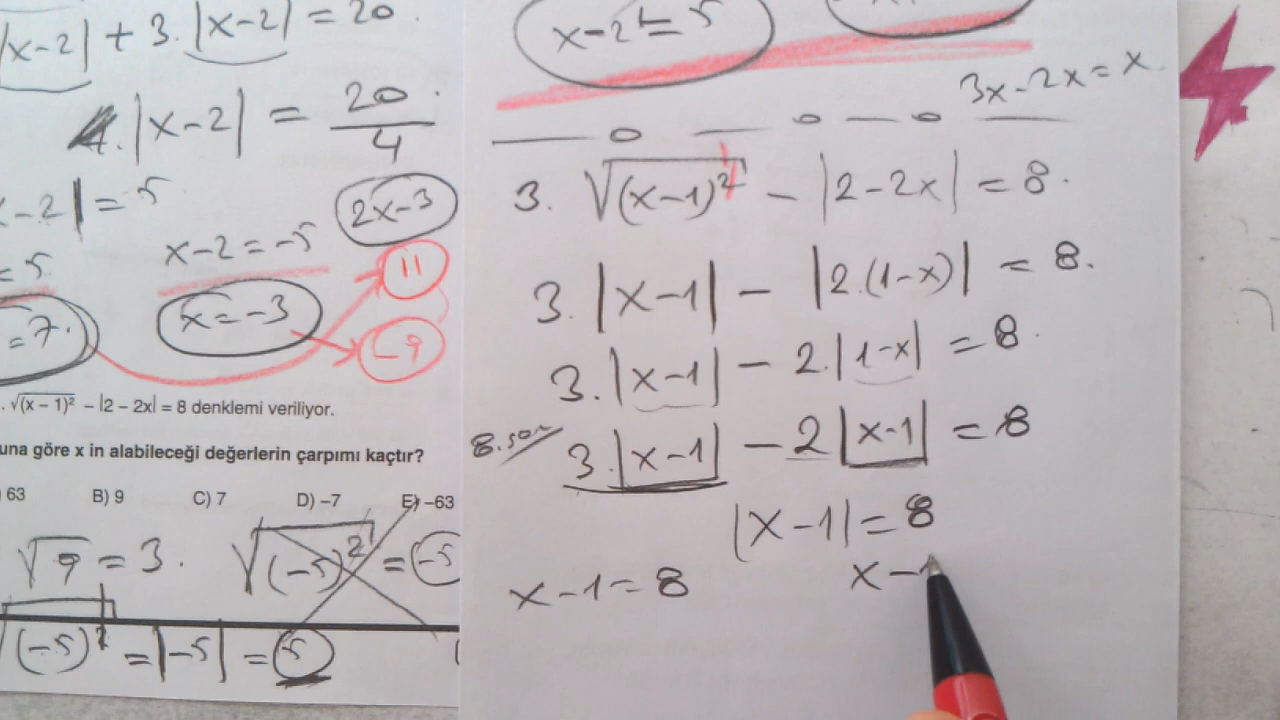 |x-2| + 3.|x-2| = 20.
4.|x-2| = 20/4
x-2| = 5
= 5
x-2 = -5
2x-3
= 7.
x = -3
11
-9
. √(x – 1)² – |2 – 2x| = 8 denklemi veriliyor.
una göre x in alabileceği değerlerin çarpımı kaçtır?
63 B) 9 C) 7 D) –7 E) –63
√9 = 3.
√(-5)² = -5
√(-5)² = |-5| = 5
x-2 = 5
3x-2x = x
3. √(x-1)² - |2-2x| = 8.
3. |x-1| - |2.(1-x)| = 8.
3. |x-1| - 2.|1-x| = 8.
8.son
3.|x-1| - 2|x-1| = 8
|x-1| = 8
x-1 = 8
x-1